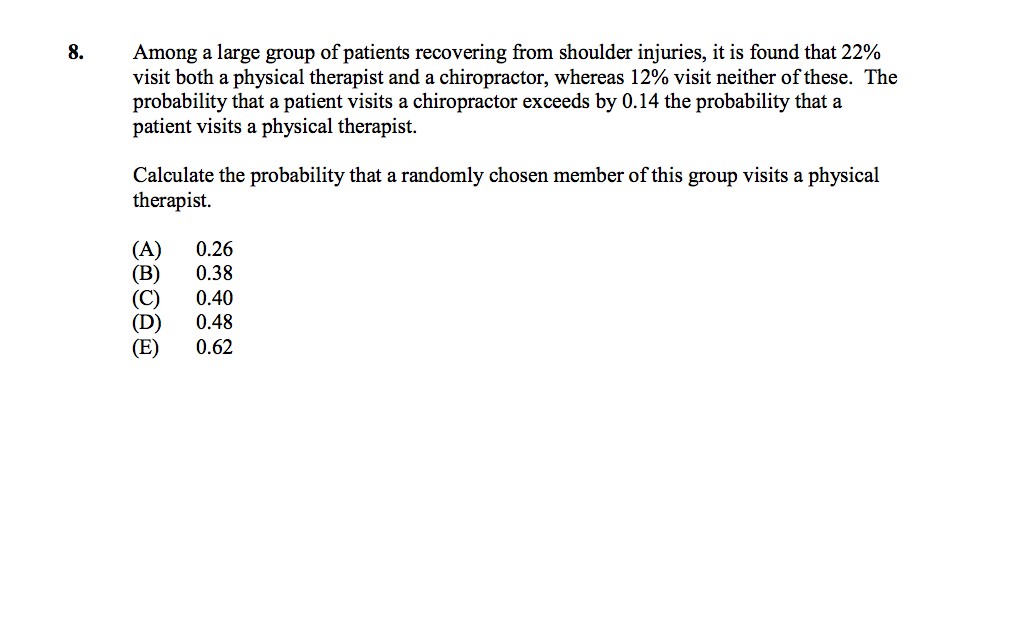 8. Among a large group of patients recovering from shoulder injuries, it is found that 22%
visit both a physical therapist and a chiropractor, whereas 12% visit neither of these. The
probability that a patient visits a chiropractor exceeds by 0.14 the probability that a
patient visits a physical therapist.
Calculate the probability that a randomly chosen member of this group visits a physical
therapist.
(A) 0.26
(B) 0.38
(C) 0.40
(D) 0.48
(E) 0.62